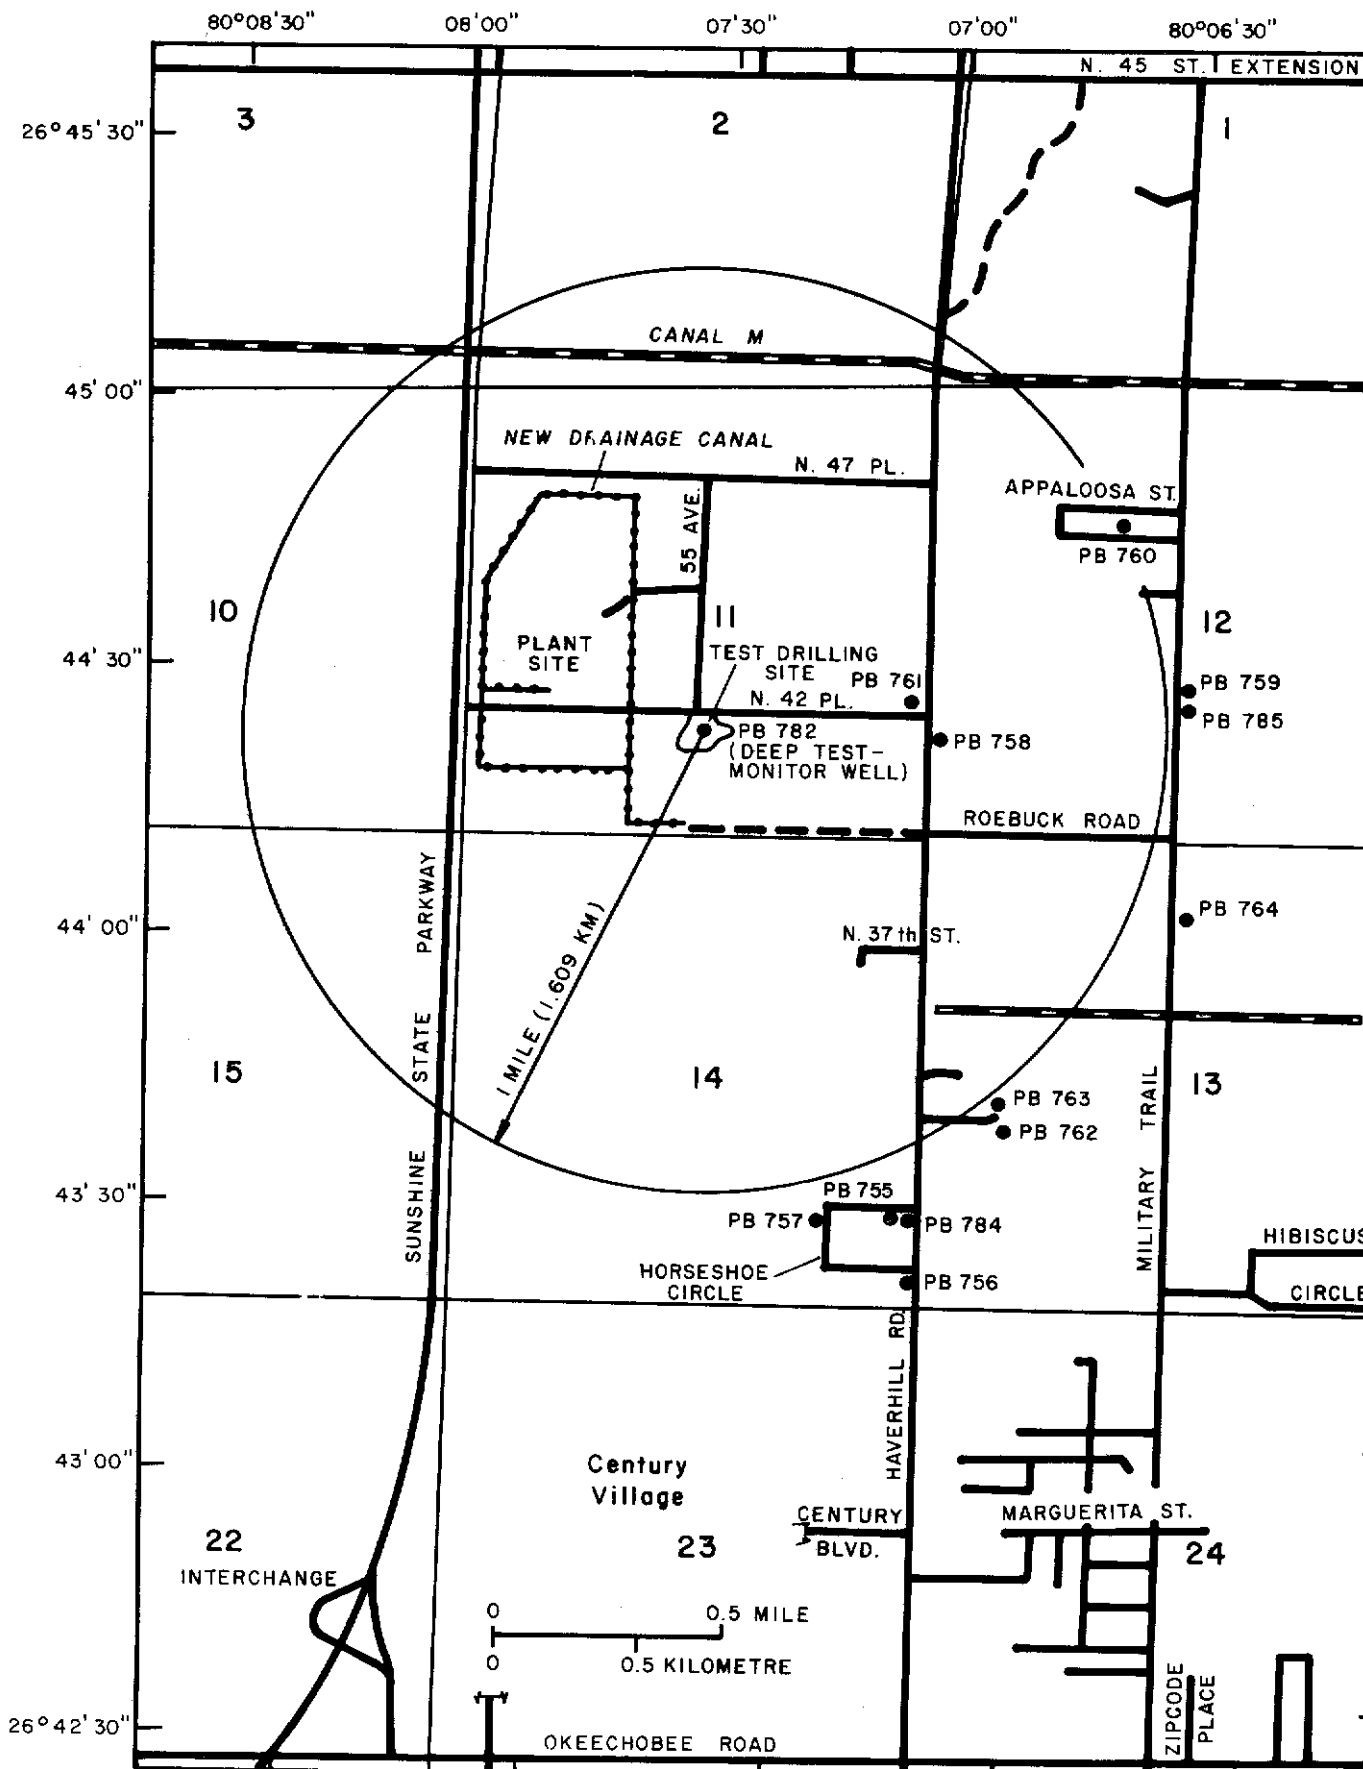 80°08'30"
08'00"
07'30"
07'00"
80°06'30"
N. 45 ST. EXTENSION
3
2
1
26°45'30"
CANAL M
45'00"
NEW DRAINAGE CANAL
N. 47 PL.
APPALOOSA ST.
55 AVE.
PB 760
10
11
12
PLANT
SITE
44'30"
TEST DRILLING
SITE
PB 761
PB 759
N. 42 PL.
PB 785
PB 782
(DEEP TEST-
MONITOR WELL)
PB 758
ROEBUCK ROAD
PB 764
44'00"
N. 37th ST.
1 MILE (1.609 KM)
SUNSHINE STATE PARKWAY
15
14
13
PB 763
PB 762
MILITARY TRAIL
43'30"
PB 755
PB 757
PB 784
HIBISCUS
HORSESHOE
CIRCLE
PB 756
CIRCLE
HAVERHILL RD.
43'00"
Century
Village
CENTURY
BLVD.
MARGUERITA ST.
22
23
24
INTERCHANGE
0
0.5 MILE
0
0.5 KILOMETRE
ZIPCODE
PLACE
26°42'30"
OKEECHOBEE ROAD